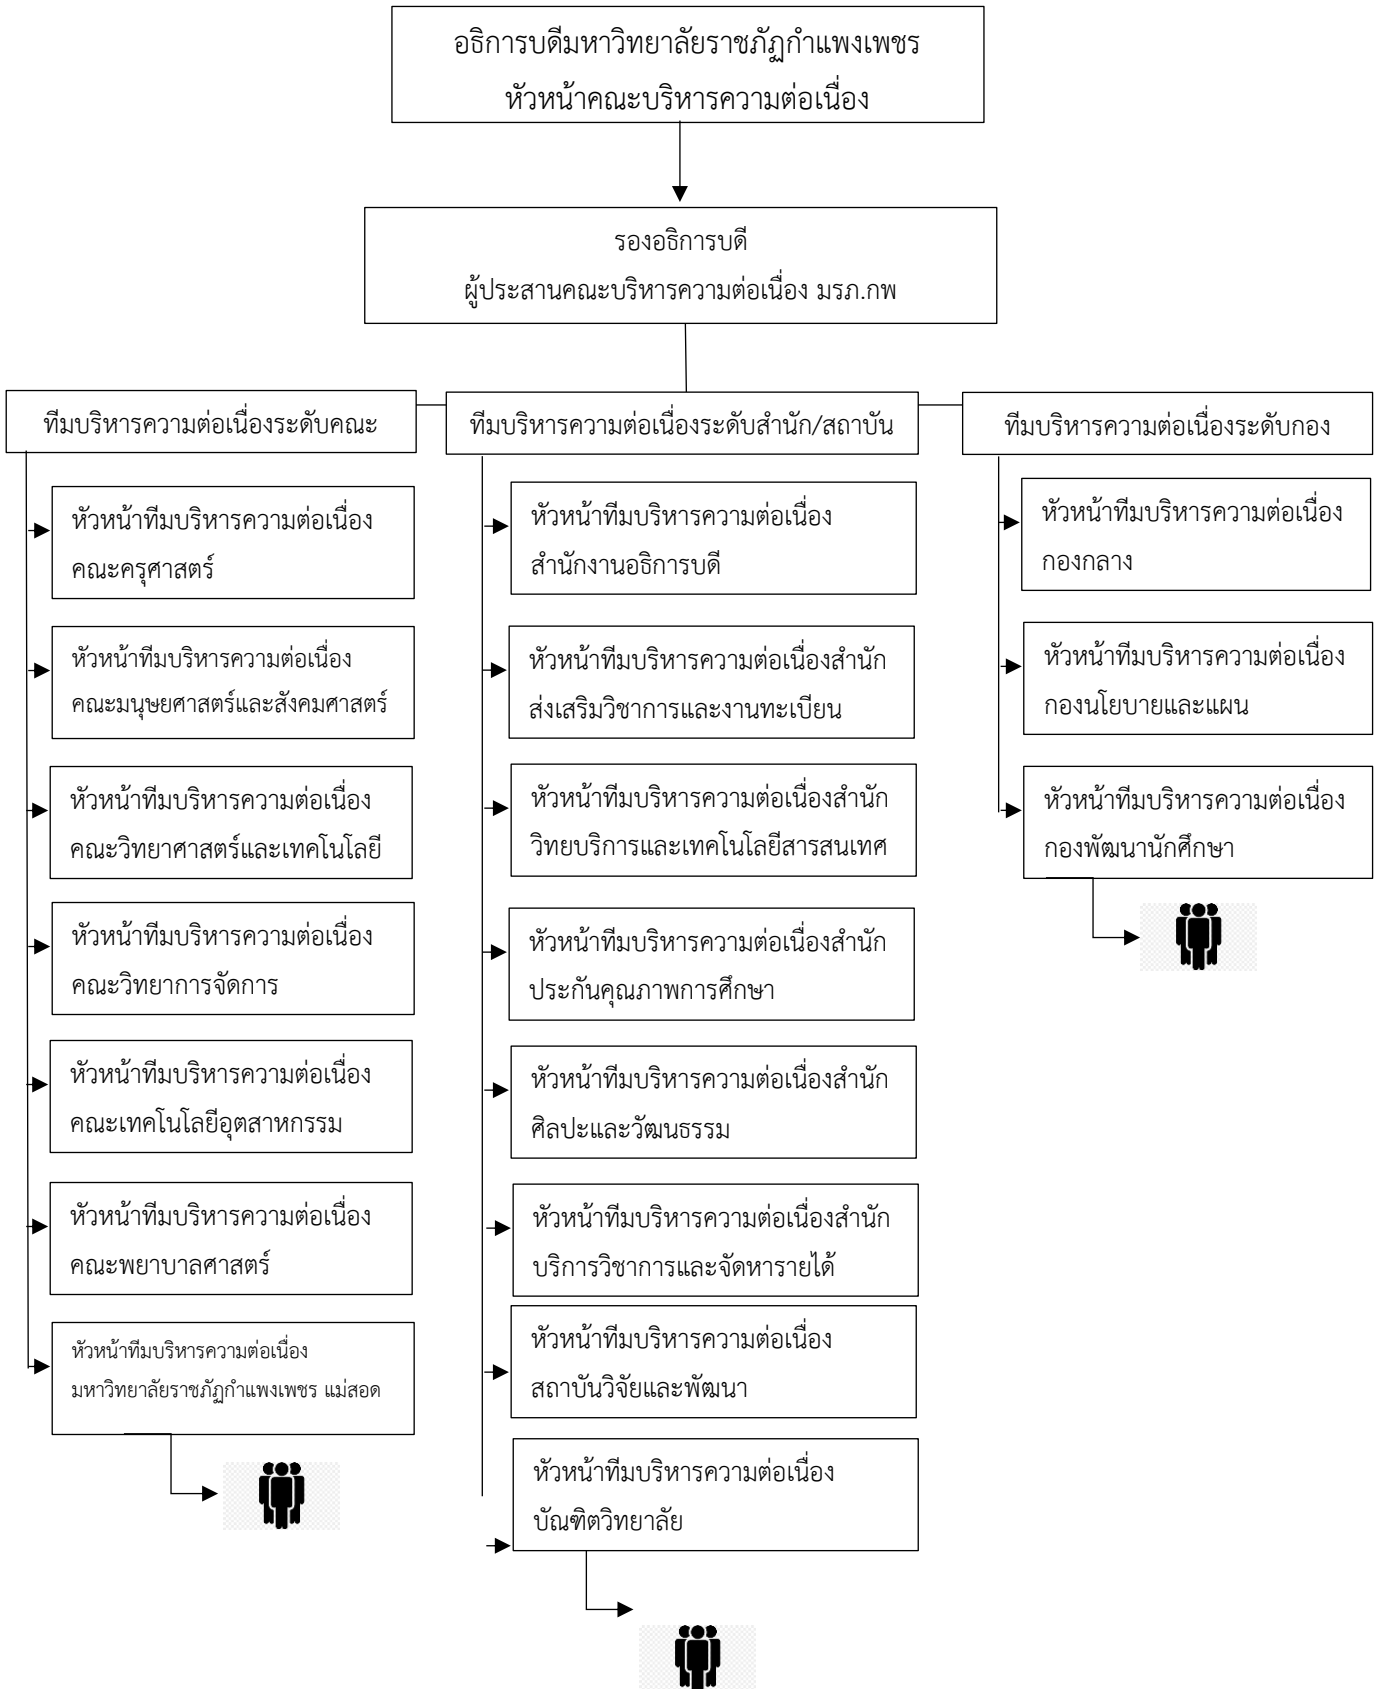 อธิการบดีมหาวิทยาลัยราชภัฏกำแพงเพชร
หัวหน้าคณะบริหารความต่อเนื่อง
รองอธิการบดี
ผู้ประสานคณะบริหารความต่อเนื่อง มรภ.กพ
ทีมบริหารความต่อเนื่องระดับคณะ
หัวหน้าทีมบริหารความต่อเนื่อง
คณะครุศาสตร์
หัวหน้าทีมบริหารความต่อเนื่อง
คณะมนุษยศาสตร์และสังคมศาสตร์
หัวหน้าทีมบริหารความต่อเนื่อง
คณะวิทยาศาสตร์และเทคโนโลยี
หัวหน้าทีมบริหารความต่อเนื่อง
คณะวิทยาการจัดการ
หัวหน้าทีมบริหารความต่อเนื่อง
คณะเทคโนโลยีอุตสาหกรรม
หัวหน้าทีมบริหารความต่อเนื่อง
คณะพยาบาลศาสตร์
หัวหน้าทีมบริหารความต่อเนื่อง
มหาวิทยาลัยราชภัฏกำแพงเพชร แม่สอด
ทีมบริหารความต่อเนื่องระดับสำนัก/สถาบัน
หัวหน้าทีมบริหารความต่อเนื่อง
สำนักงานอธิการบดี
หัวหน้าทีมบริหารความต่อเนื่องสำนัก
ส่งเสริมวิชาการและงานทะเบียน
หัวหน้าทีมบริหารความต่อเนื่องสำนัก
วิทยบริการและเทคโนโลยีสารสนเทศ
หัวหน้าทีมบริหารความต่อเนื่องสำนัก
ประกันคุณภาพการศึกษา
หัวหน้าทีมบริหารความต่อเนื่องสำนัก
ศิลปะและวัฒนธรรม
หัวหน้าทีมบริหารความต่อเนื่องสำนัก
บริการวิชาการและจัดหารายได้
หัวหน้าทีมบริหารความต่อเนื่อง
สถาบันวิจัยและพัฒนา
หัวหน้าทีมบริหารความต่อเนื่อง
บัณฑิตวิทยาลัย
ทีมบริหารความต่อเนื่องระดับกอง
หัวหน้าทีมบริหารความต่อเนื่อง
กองกลาง
หัวหน้าทีมบริหารความต่อเนื่อง
กองนโยบายและแผน
หัวหน้าทีมบริหารความต่อเนื่อง
กองพัฒนานักศึกษา